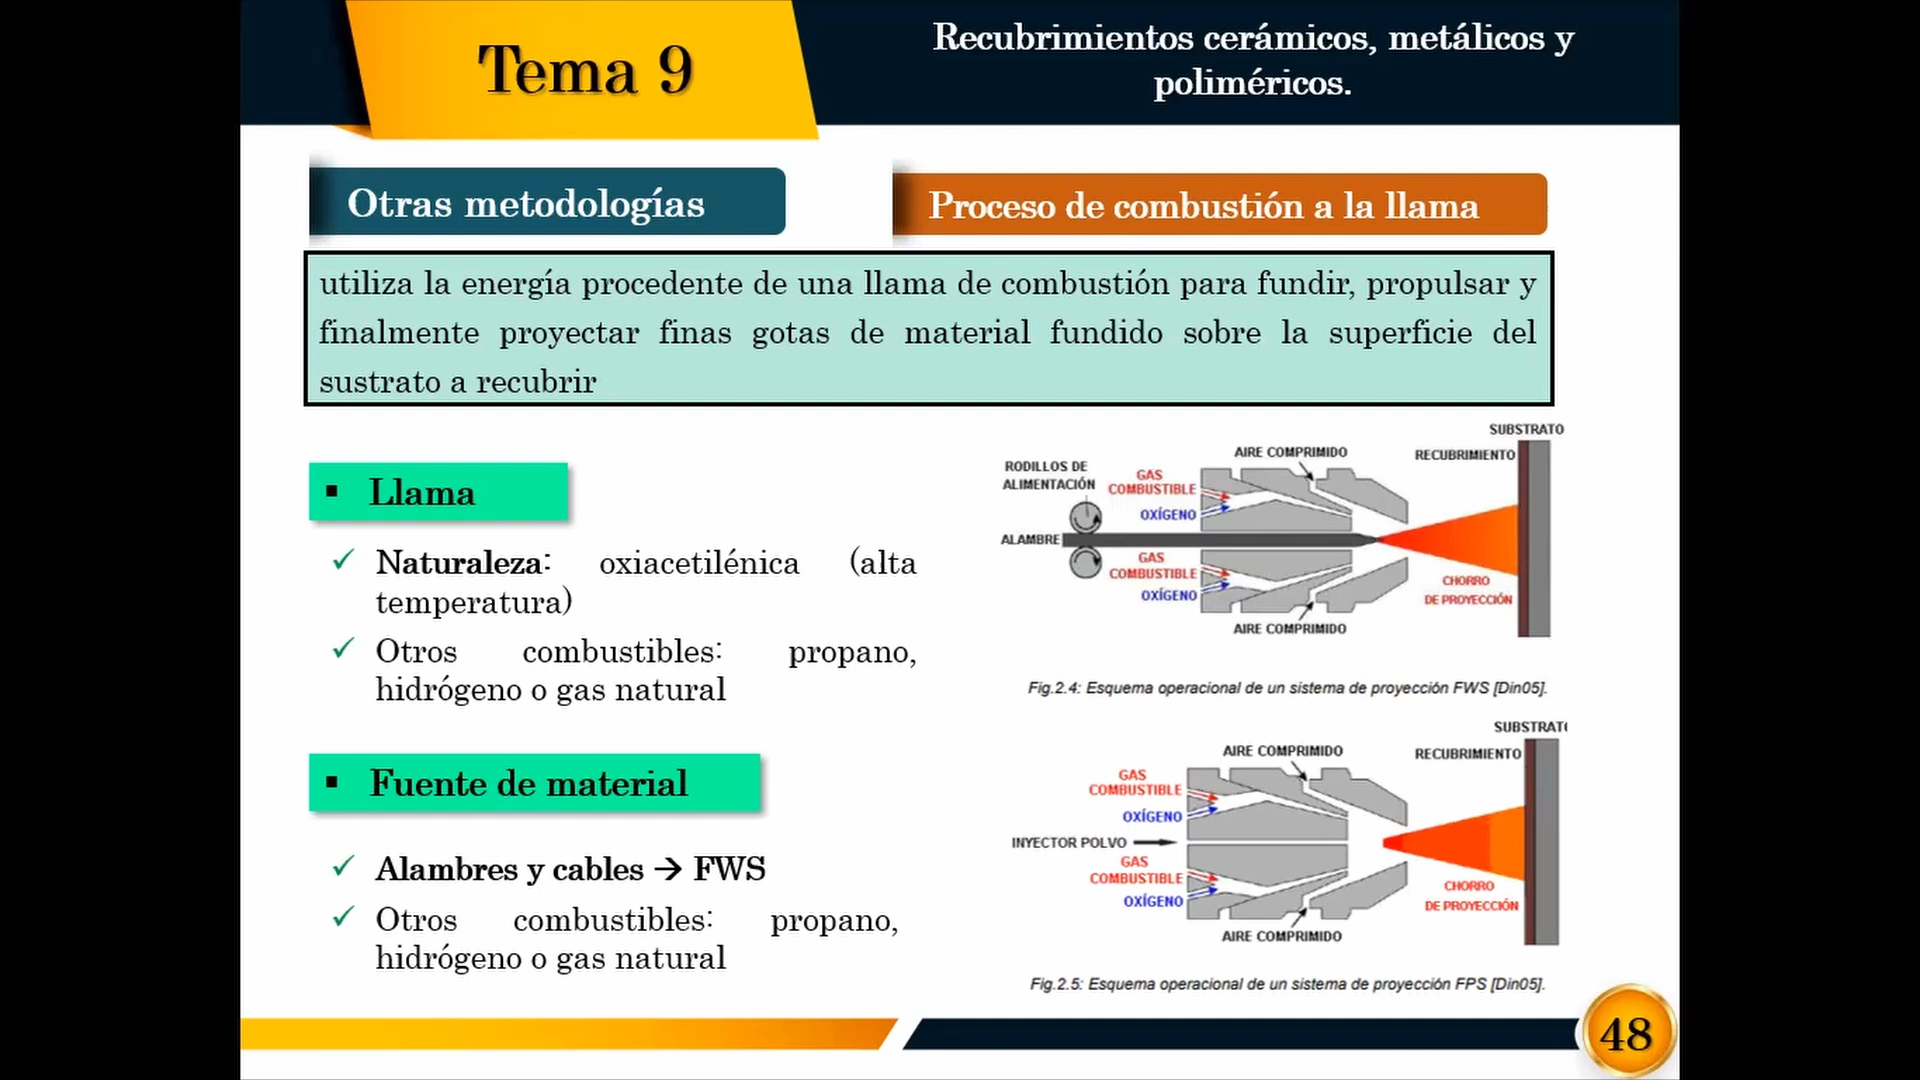 Tema 9
Recubrimientos cerámicos, metálicos y
poliméricos.
Otras metodologías
Proceso de combustión a la llama
utiliza la energía procedente de una llama de combustión para fundir, propulsar y
finalmente proyectar finas gotas de material fundido sobre la superficie del
sustrato a recubrir
▪ Llama
✓ Naturaleza: oxiacetilénica (alta
temperatura)
✓ Otros combustibles: propano,
hidrógeno o gas natural
▪ Fuente de material
✓ Alambres y cables → FWS
✓ Otros combustibles: propano,
hidrógeno o gas natural
SUBSTRATO
AIRE COMPRIMIDO
RECUBRIMIENTO
RODILLOS DE
ALIMENTACIÓN
GAS
COMBUSTIBLE
OXÍGENO
ALAMBRE
GAS
COMBUSTIBLE
OXÍGENO
CHORRO
DE PROYECCIÓN
AIRE COMPRIMIDO
Fig.2.4: Esquema operacional de un sistema de proyección FWS [Din05].
SUBSTRAT
AIRE COMPRIMIDO
RECUBRIMIENTO
GAS
COMBUSTIBLE
OXÍGENO
INYECTOR POLVO
GAS
COMBUSTIBLE
OXÍGENO
CHORRO
DE PROYECCIÓN
AIRE COMPRIMIDO
Fig.2.5: Esquema operacional de un sistema de proyección FPS [Din05].
48